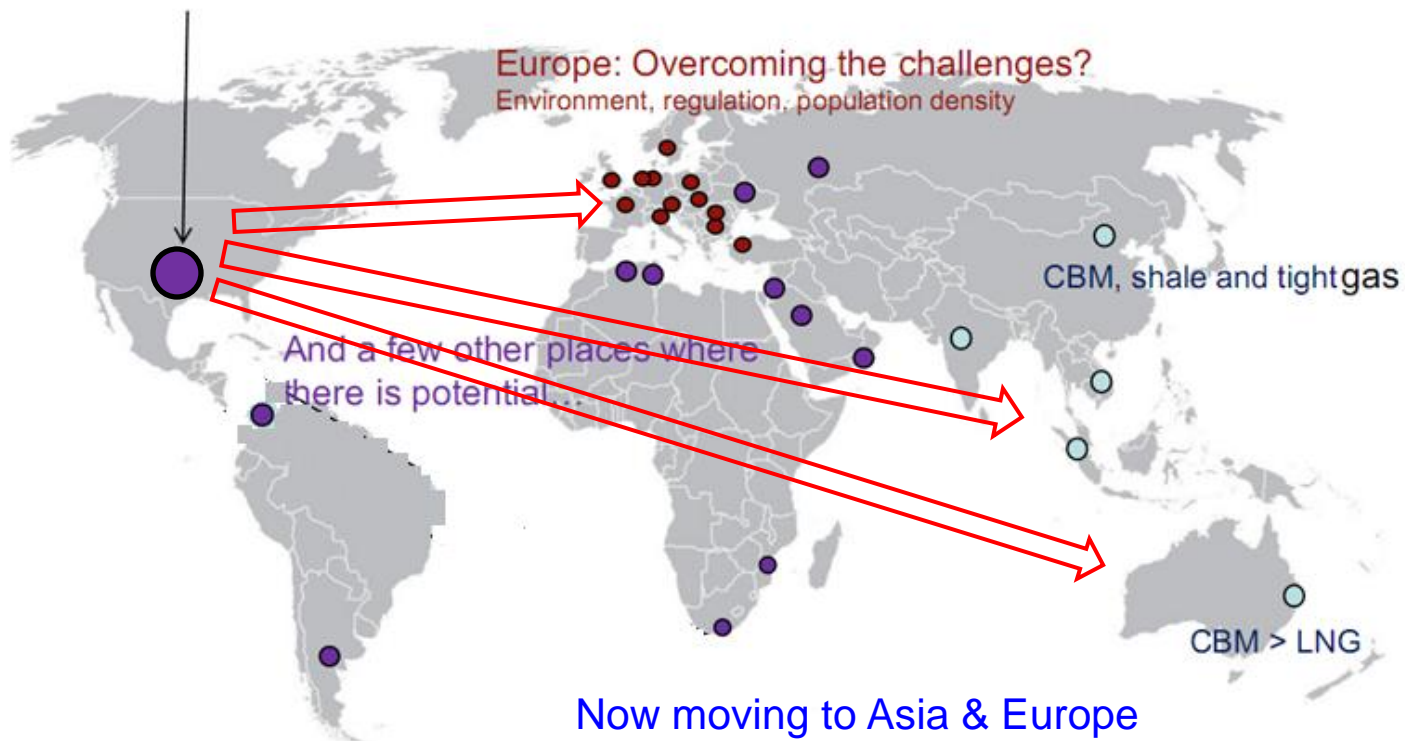 Europe: Overcoming the challenges?
Environment, regulation, population density
CBM, shale and tight gas
And a few other places where
there is potential...
CBM > LNG
Now moving to Asia & Europe